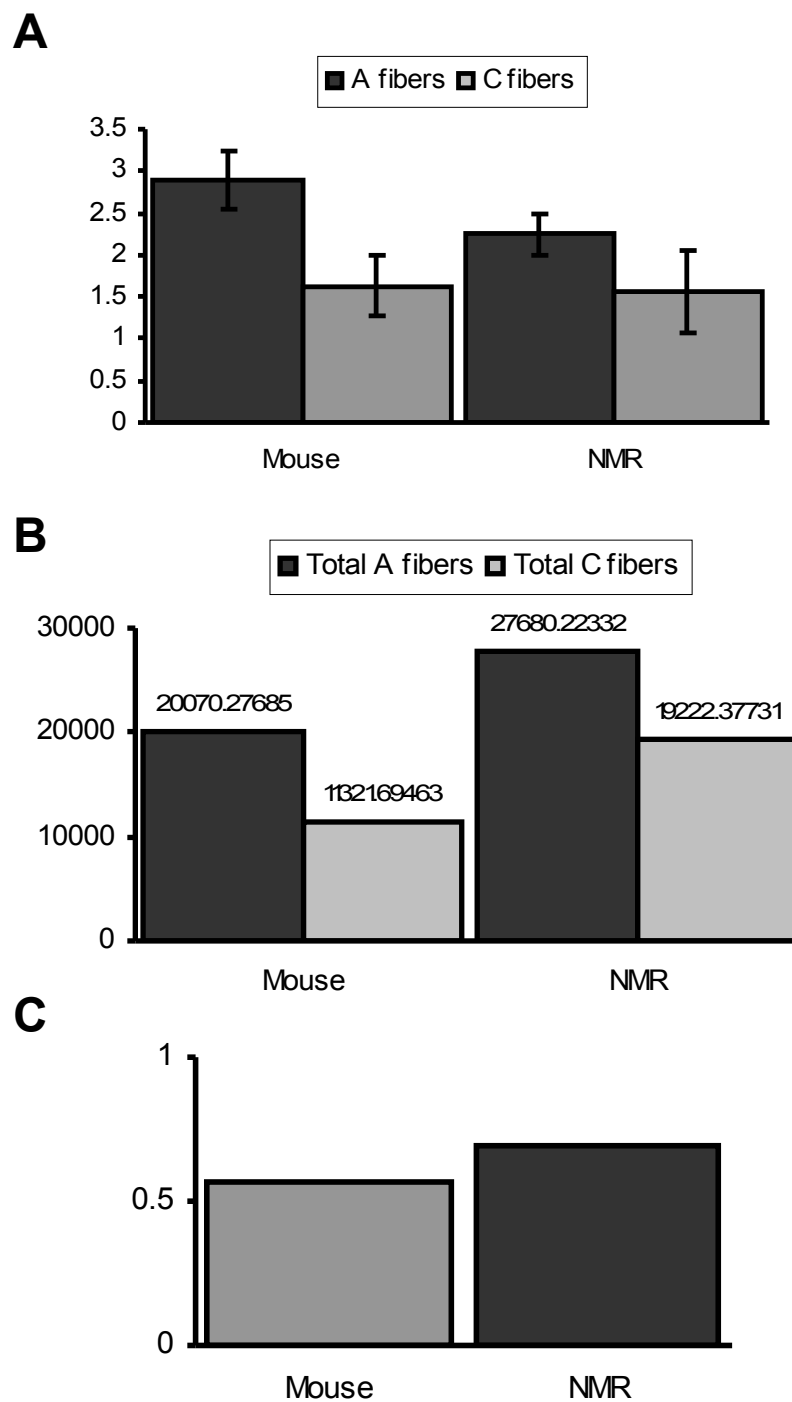 A
A fibers C fibers
3.5
3
2.5
2
1.5
1
0.5
0
Mouse NMR
B
Total A fibers Total C fibers
30000
20000
10000
0
20070.27685
11321.69463
27680.22332
19222.37731
Mouse NMR
C
1
0.5
0
Mouse NMR